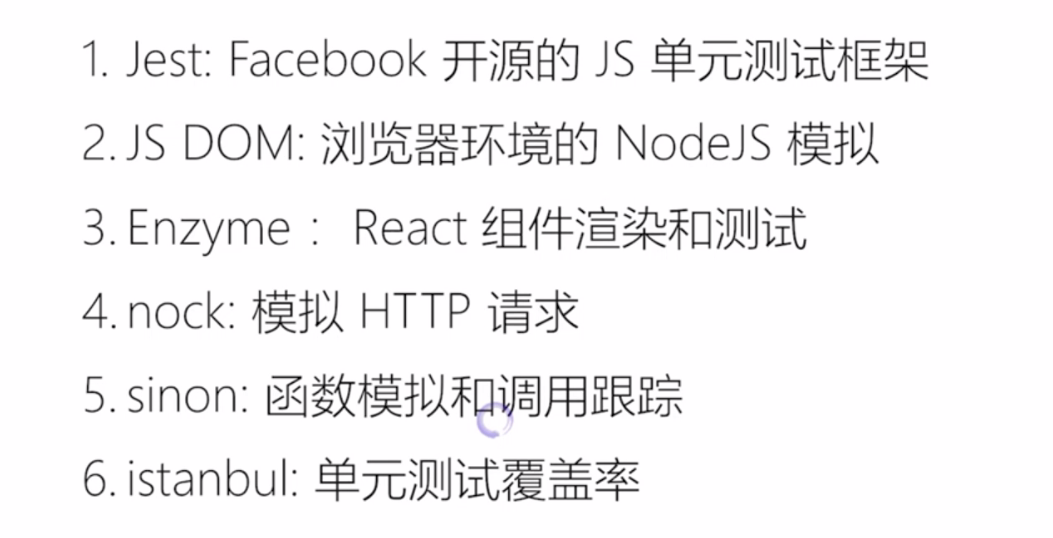 1. Jest: Facebook 开源的 JS 单元测试框架
2. JS DOM: 浏览器环境的 NodeJS 模拟
3. Enzyme： React 组件渲染和测试
4. nock: 模拟 HTTP 请求
5. sinon: 函数模拟和调用跟踪
6. istanbul: 单元测试覆盖率